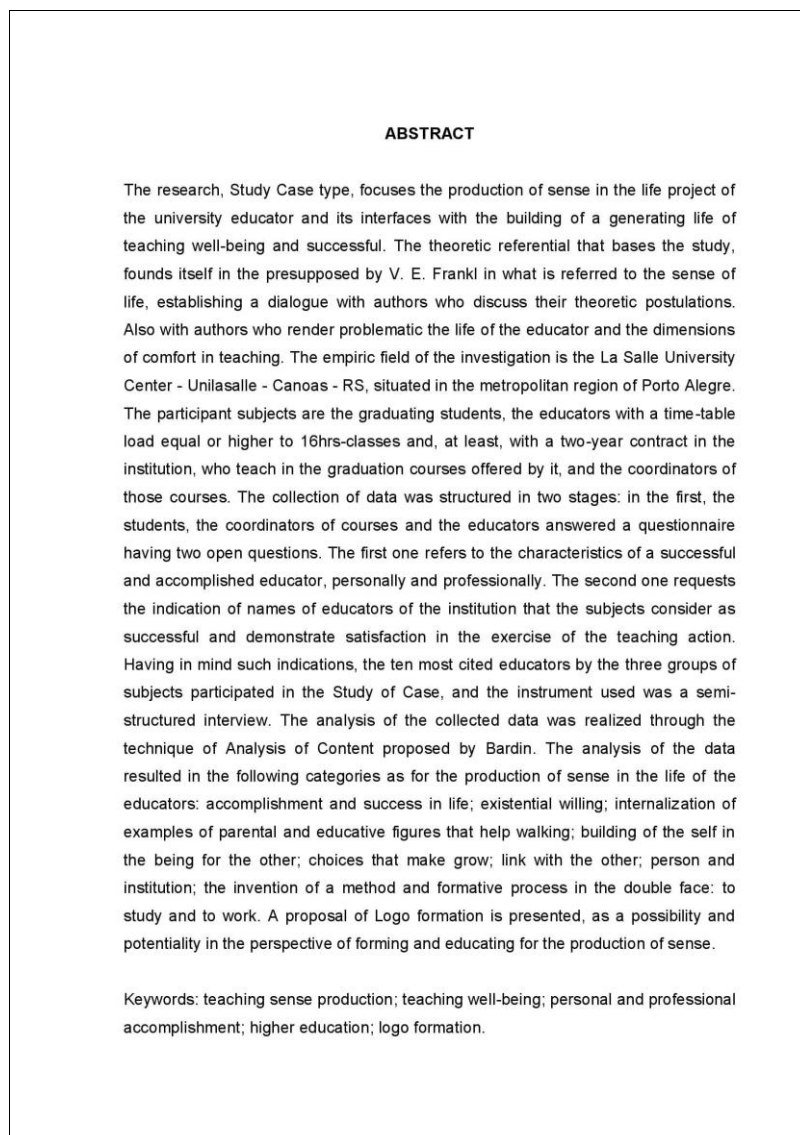 ABSTRACT
The research, Study Case type, focuses the production of sense in the life project of
the university educator and its interfaces with the building of a generating life of
teaching well-being and successful. The theoretic referential that bases the study,
founds itself in the presupposed by V. E. Frankl in what is referred to the sense of
life, establishing a dialogue with authors who discuss their theoretic postulations.
Also with authors who render problematic the life of the educator and the dimensions
of comfort in teaching. The empiric field of the investigation is the La Salle University
Center - Unilasalle - Canoas - RS, situated in the metropolitan region of Porto Alegre.
The participant subjects are the graduating students, the educators with a time-table
load equal or higher to 16hrs-classes and, at least, with a two-year contract in the
institution, who teach in the graduation courses offered by it, and the coordinators of
those courses. The collection of data was structured in two stages: in the first, the
students, the coordinators of courses and the educators answered a questionnaire
having two open questions. The first one refers to the characteristics of a successful
and accomplished educator, personally and professionally. The second one requests
the indication of names of educators of the institution that the subjects consider as
successful and demonstrate satisfaction in the exercise of the teaching action.
Having in mind such indications, the ten most cited educators by the three groups of
subjects participated in the Study of Case, and the instrument used was a semi-
structured interview. The analysis of the collected data was realized through the
technique of Analysis of Content proposed by Bardin. The analysis of the data
resulted in the following categories as for the production of sense in the life of the
educators: accomplishment and success in life; existential willing; internalization of
examples of parental and educative figures that help walking; building of the self in
the being for the other; choices that make grow; link with the other; person and
institution; the invention of a method and formative process in the double face: to
study and to work. A proposal of Logo formation is presented, as a possibility and
potentiality in the perspective of forming and educating for the production of sense.
Keywords: teaching sense production; teaching well-being; personal and professional
accomplishment; higher education; logo formation.